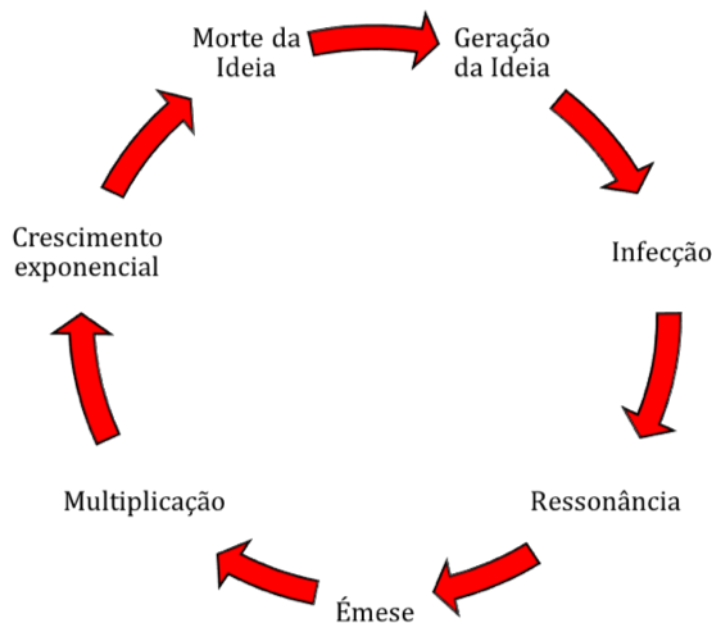 Morte da
Ideia
Geração
da Ideia
Infecção
Ressonância
Émese
Multiplicação
Crescimento
exponencial